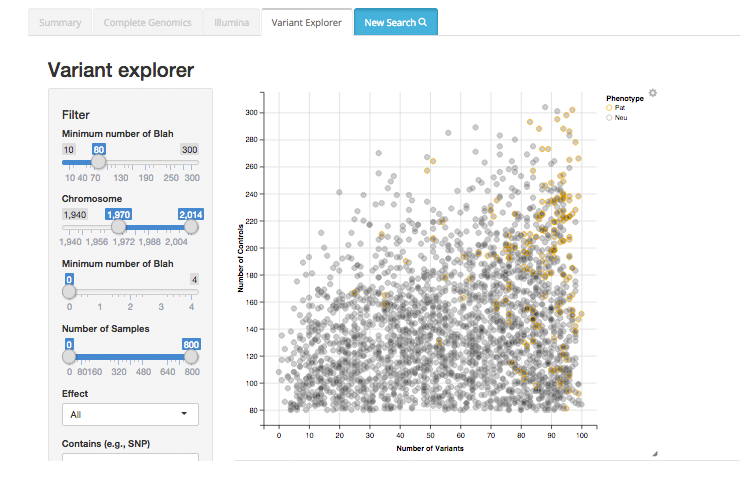 Summary Complete Genomics Illumina Variant Explorer New Search
Variant explorer
Filter
Minimum number of Blah
10 80 300
10 40 70 130 190 250 300
Chromosome
1,940 1,970 2,014
1,940 1,956 1,972 1,988 2,004
Minimum number of Blah
0 4
0 1 2 3 4
Number of Samples
0 800
0 80160 320 480 640 800
Effect
All
Contains (e.g., SNP)
Number of Controls
300
280
260
240
220
200
180
160
140
120
100
80
0 10 20 30 40 50 60 70 80 90 100
Number of Variants
Phenotype
Pat
Neu